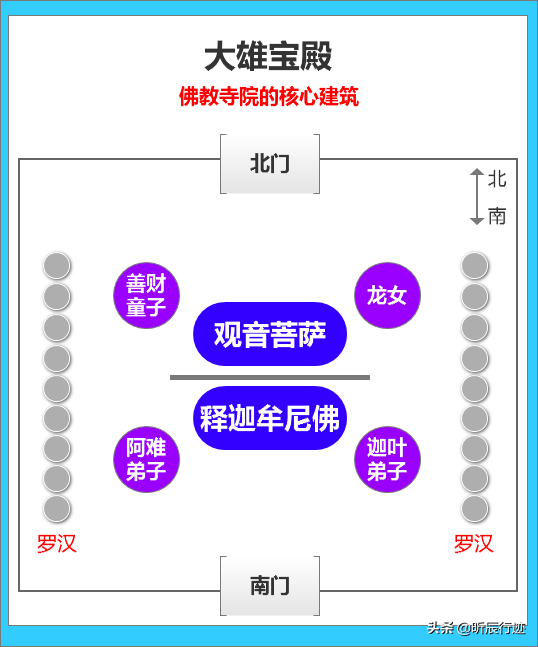 大雄宝殿
佛教寺院的核心建筑
北门
北
南
善财
童子
龙女
观音菩萨
释迦牟尼佛
阿难
弟子
迦叶
弟子
罗汉
罗汉
南门
头条 @昕辰行迹